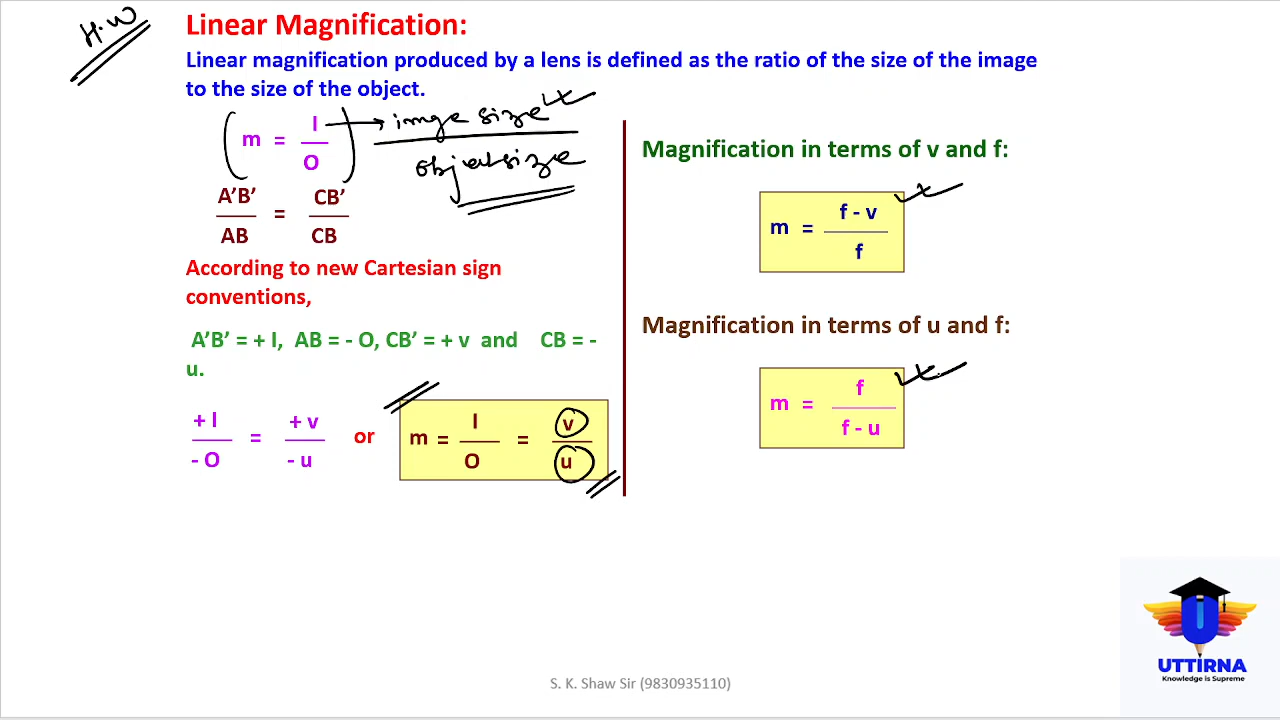 H.W
Linear Magnification:
Linear magnification produced by a lens is defined as the ratio of the size of the image
to the size of the object.
m = I / O → imge size / object size
A’B’ / AB = CB’ / CB
According to new Cartesian sign
conventions,
A’B’ = + I, AB = - O, CB’ = + v and CB = -
u.
+ I / - O = + v / - u or m = I / O = v / u
Magnification in terms of v and f:
m = f - v / f
Magnification in terms of u and f:
m = f / f - u
U
UTTIRNA
Knowledge is Supreme
S. K. Shaw Sir (9830935110)